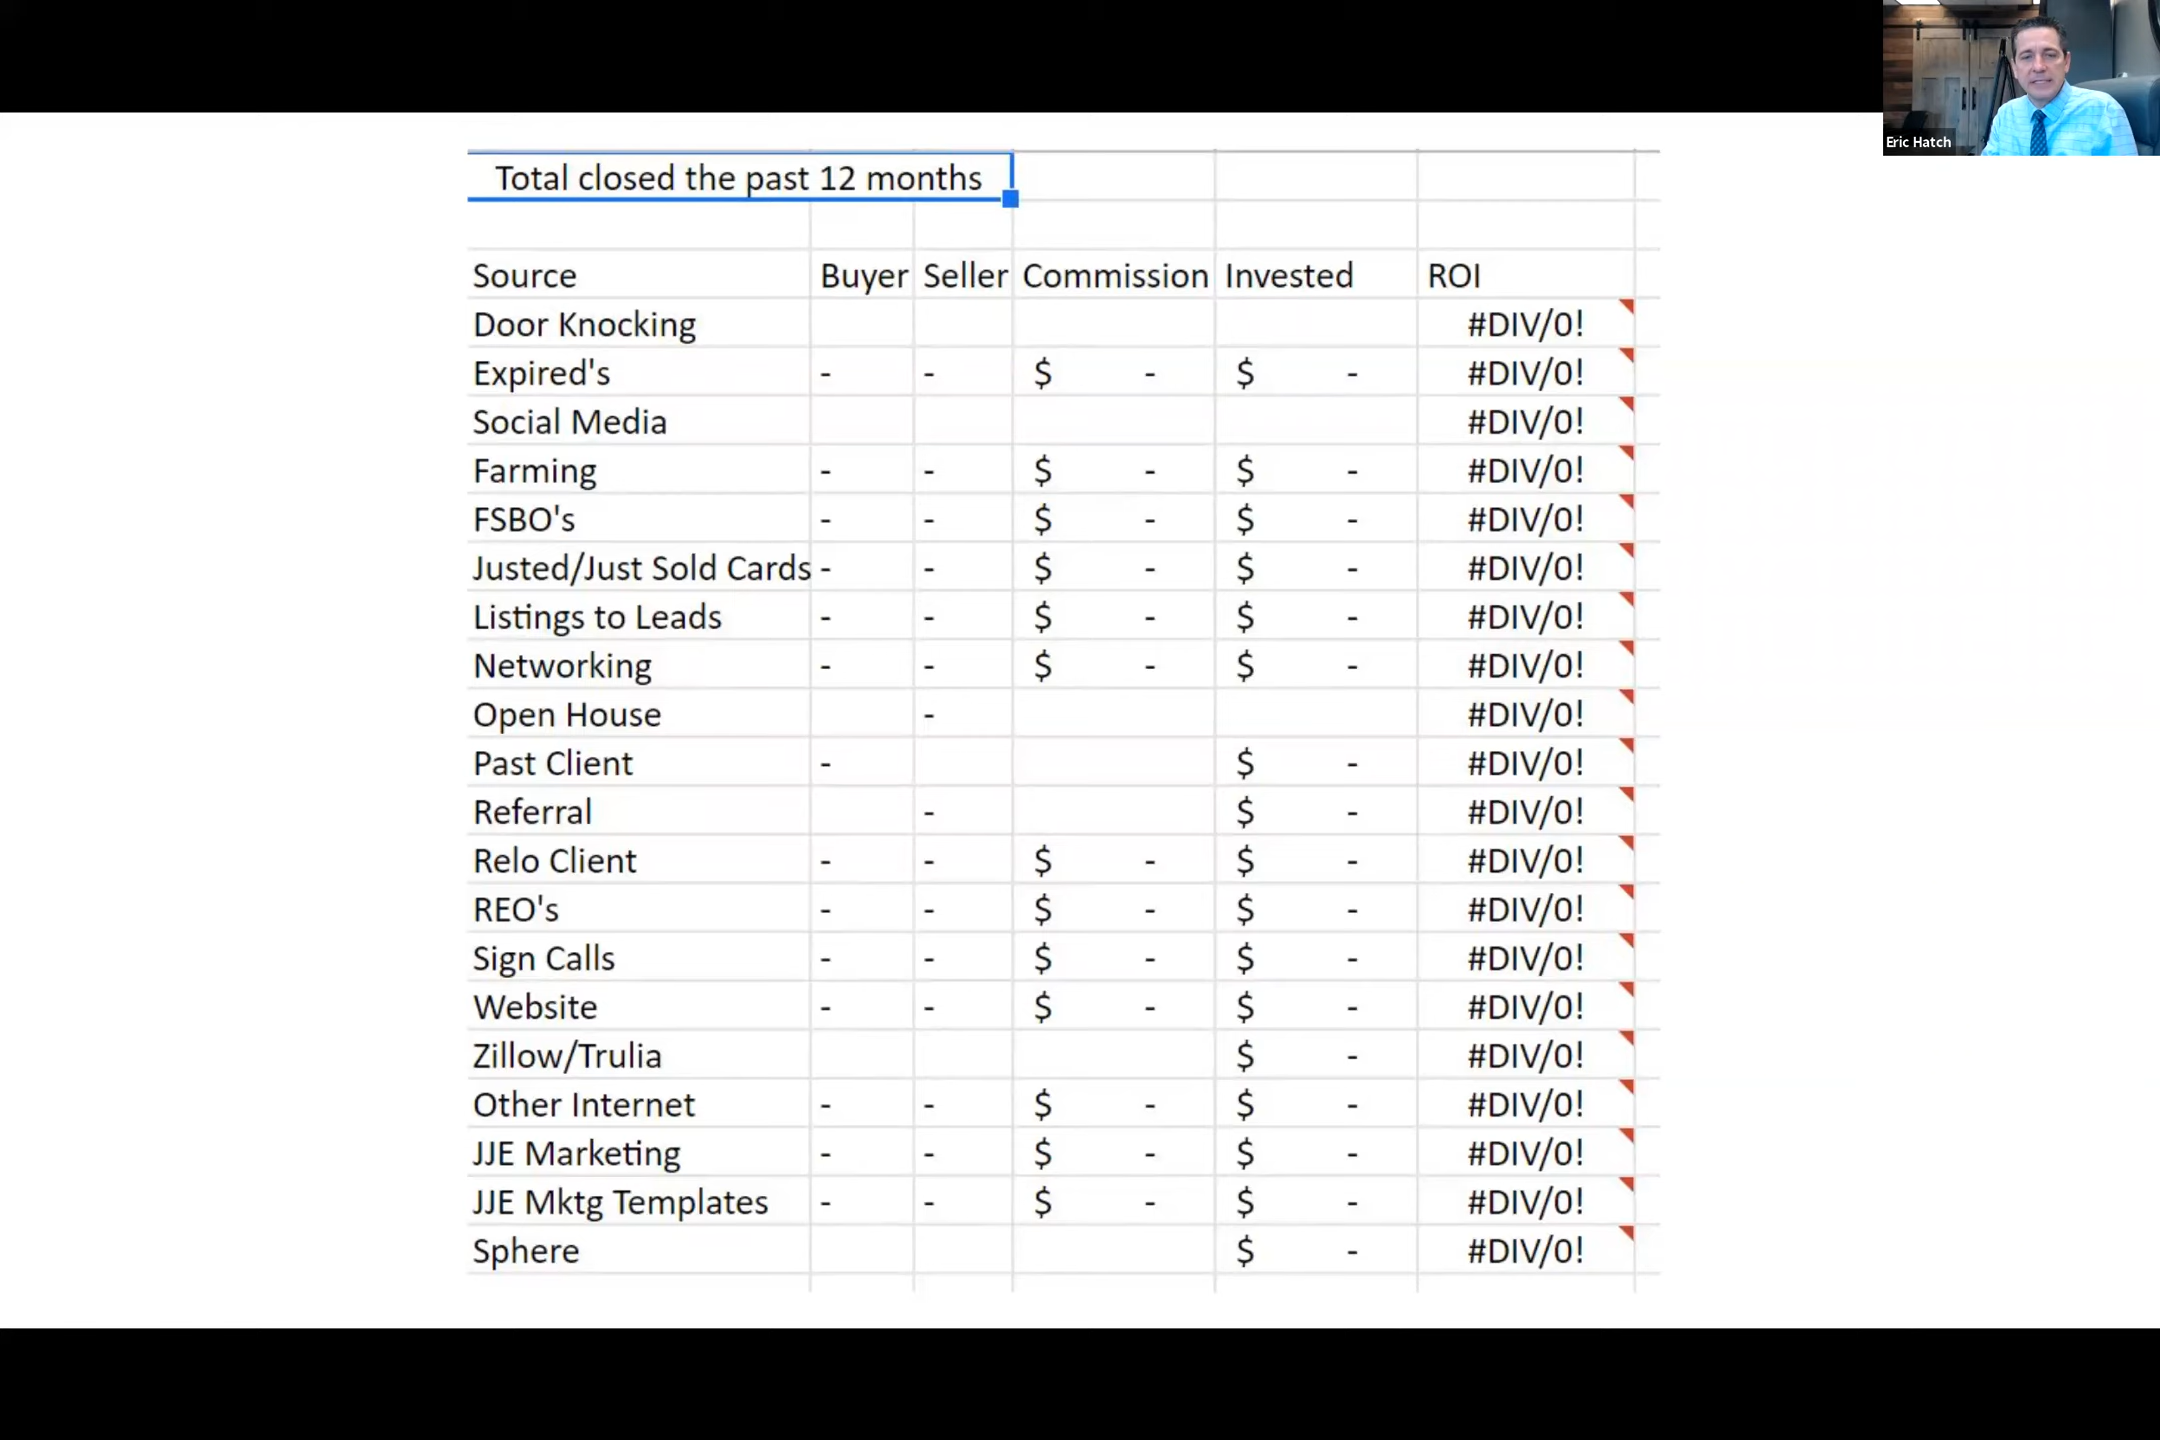 Eric Hatch
Total closed the past 12 months
Source Buyer Seller Commission Invested ROI
Door Knocking #DIV/0!
Expired's - - $ - $ - #DIV/0!
Social Media #DIV/0!
Farming - - $ - $ - #DIV/0!
FSBO's - - $ - $ - #DIV/0!
Justed/Just Sold Cards - - $ - $ - #DIV/0!
Listings to Leads - - $ - $ - #DIV/0!
Networking - - $ - $ - #DIV/0!
Open House - #DIV/0!
Past Client - $ - #DIV/0!
Referral - $ - #DIV/0!
Relo Client - - $ - $ - #DIV/0!
REO's - - $ - $ - #DIV/0!
Sign Calls - - $ - $ - #DIV/0!
Website - - $ - $ - #DIV/0!
Zillow/Trulia $ - #DIV/0!
Other Internet - - $ - $ - #DIV/0!
JJE Marketing - - $ - $ - #DIV/0!
JJE Mktg Templates - - $ - $ - #DIV/0!
Sphere $ - #DIV/0!